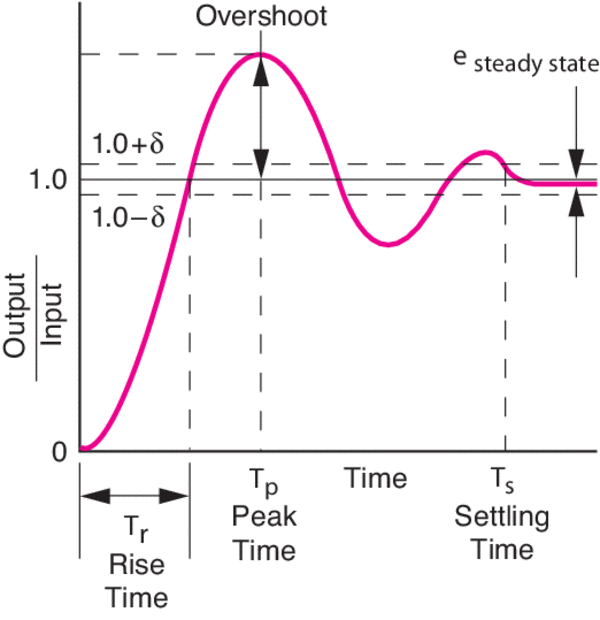 Overshoot
e steady state
1.0+δ
1.0
1.0–δ
Output
Input
0
Tp
Peak
Time
Time
Ts
Settling
Time
Tr
Rise
Time